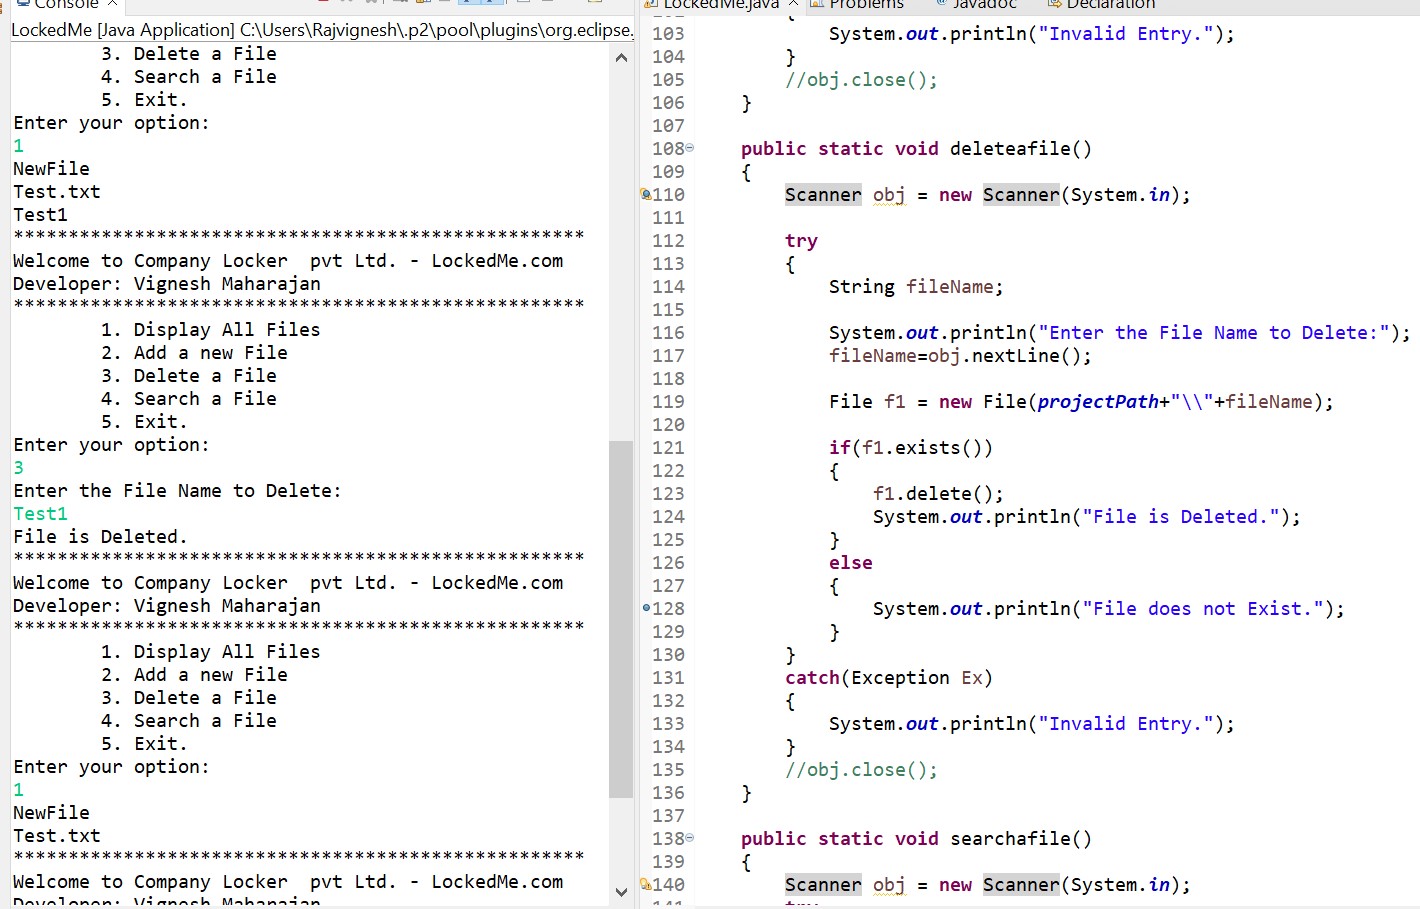 Console
LockedMe [Java Application] C:\Users\Rajvignesh\.p2\pool\plugins\org.eclipse.
3. Delete a File
4. Search a File
5. Exit.
Enter your option:
1
NewFile
Test.txt
Test1
****************************************************
Welcome to Company Locker  pvt Ltd. - LockedMe.com
Developer: Vignesh Maharajan
****************************************************
1. Display All Files
2. Add a new File
3. Delete a File
4. Search a File
5. Exit.
Enter your option:
3
Enter the File Name to Delete:
Test1
File is Deleted.
****************************************************
Welcome to Company Locker  pvt Ltd. - LockedMe.com
Developer: Vignesh Maharajan
****************************************************
1. Display All Files
2. Add a new File
3. Delete a File
4. Search a File
5. Exit.
Enter your option:
1
NewFile
Test.txt
****************************************************
Welcome to Company Locker  pvt Ltd. - LockedMe.com
Developer: Vignesh Maharajan
LockedMe.java Problems Javadoc Declaration
102 {
103 System.out.println("Invalid Entry.");
104 }
105 //obj.close();
106 }
107
108 public static void deleteafile()
109 {
110 Scanner obj = new Scanner(System.in);
111
112 try
113 {
114 String fileName;
115
116 System.out.println("Enter the File Name to Delete:");
117 fileName=obj.nextLine();
118
119 File f1 = new File(projectPath+"\\"+fileName);
120
121 if(f1.exists())
122 {
123 f1.delete();
124 System.out.println("File is Deleted.");
125 }
126 else
127 {
128 System.out.println("File does not Exist.");
129 }
130 }
131 catch(Exception Ex)
132 {
133 System.out.println("Invalid Entry.");
134 }
135 //obj.close();
136 }
137
138 public static void searchafile()
139 {
140 Scanner obj = new Scanner(System.in);
141 try